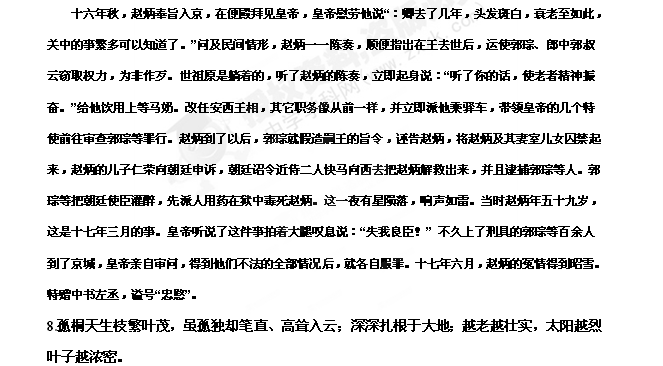 十六年秋，赵炳奉旨入京，在便殿拜见皇帝，皇帝慰劳他说“：卿去了几年，头发斑白，衰老至如此，
关中的事繁多可以知道了。”问及民间情形，赵炳一一陈奏，顺便指出在王去世后，运使郭琮、郎中郭叔
云窃取权力，为非作歹。世祖原是躺着的，听了赵炳的陈奏，立即起身说：“听了你的话，使老者精神振
奋。”给他饮用上等马奶。改任安西王相，其它职务像从前一样，并立即派他乘驿车，带领皇帝的几个特
使前往审查郭琮等罪行。赵炳到了以后，郭琮就假造嗣王的旨令，诬告赵炳，将赵炳及其妻室儿女囚禁起
来，赵炳的儿子仁荣向朝廷申诉，朝廷诏令近侍二人快马向西去把赵炳解救出来，并且逮捕郭琮等人。郭
琮等把朝廷使臣灌醉，先派人用药在狱中毒死赵炳。这一夜有星陨落，响声如雷。当时赵炳年五十九岁，
这是十七年三月的事。皇帝听说了这件事拍着大腿叹息说：“失我良臣！” 不久上了刑具的郭琮等百余人
到了京城，皇帝亲自审问，得到他们不法的全部情况后，就各自服罪。十七年六月，赵炳的冤情得到昭雪。
特赠中书左丞，谥号“忠愍”。
8.孤桐天生枝繁叶茂，虽孤独却笔直、高耸入云；深深扎根于大地；越老越壮实，太阳越烈
叶子越浓密。